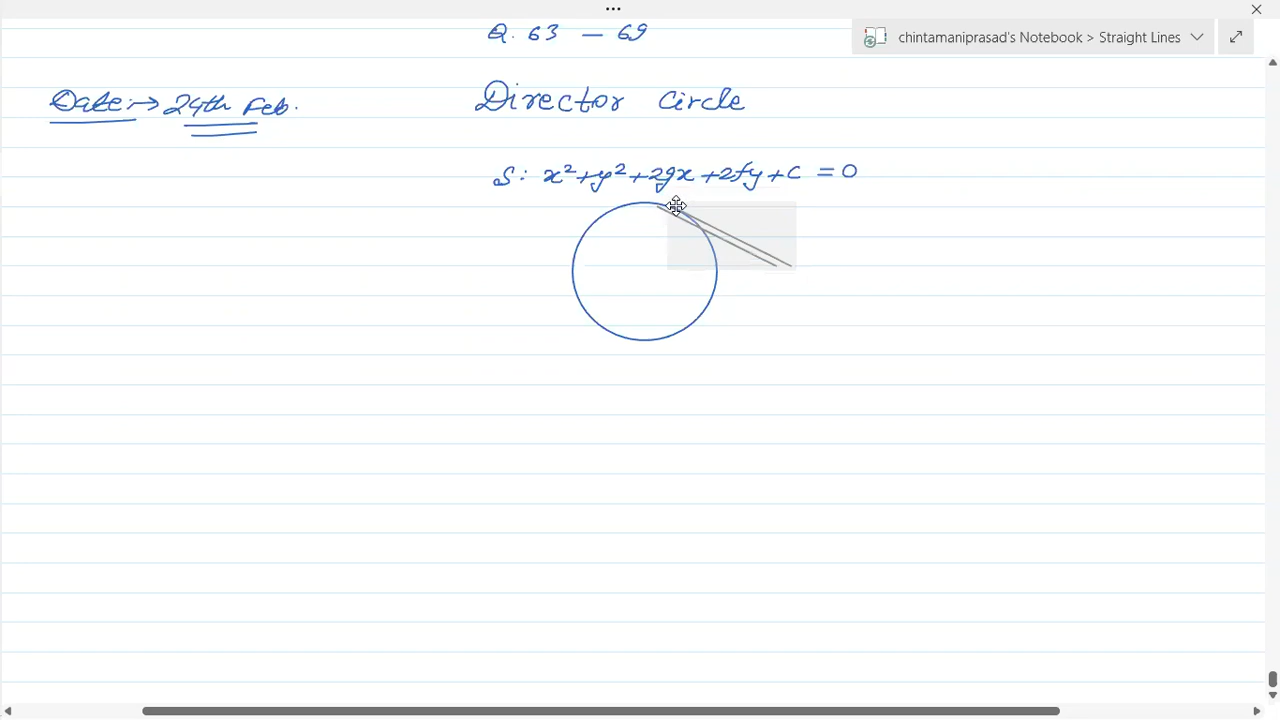 Q. 63 – 69
chintamaniprasad's Notebook > Straight Lines
Date:→ 24th Feb.
Director Circle
S: x²+y²+2gx+2fy+c = 0